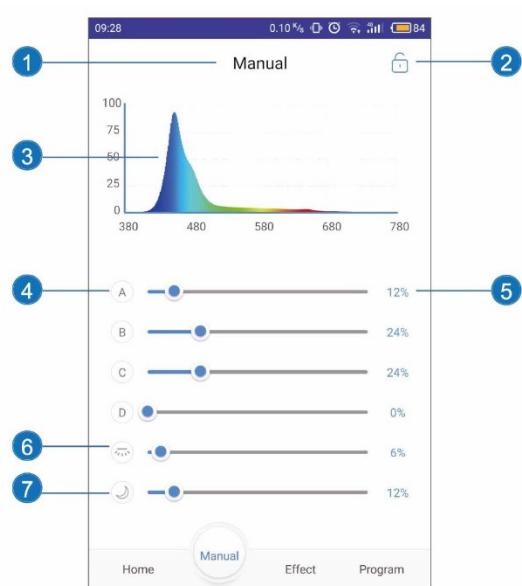 09:28 0.10 K/s 4G 84
1 Manual 2
100
75
3 50
25
0
380 480 580 680 780
4 A 12% 5
B 24%
C 24%
D 0%
6 6%
7 12%
Home Manual Effect Program